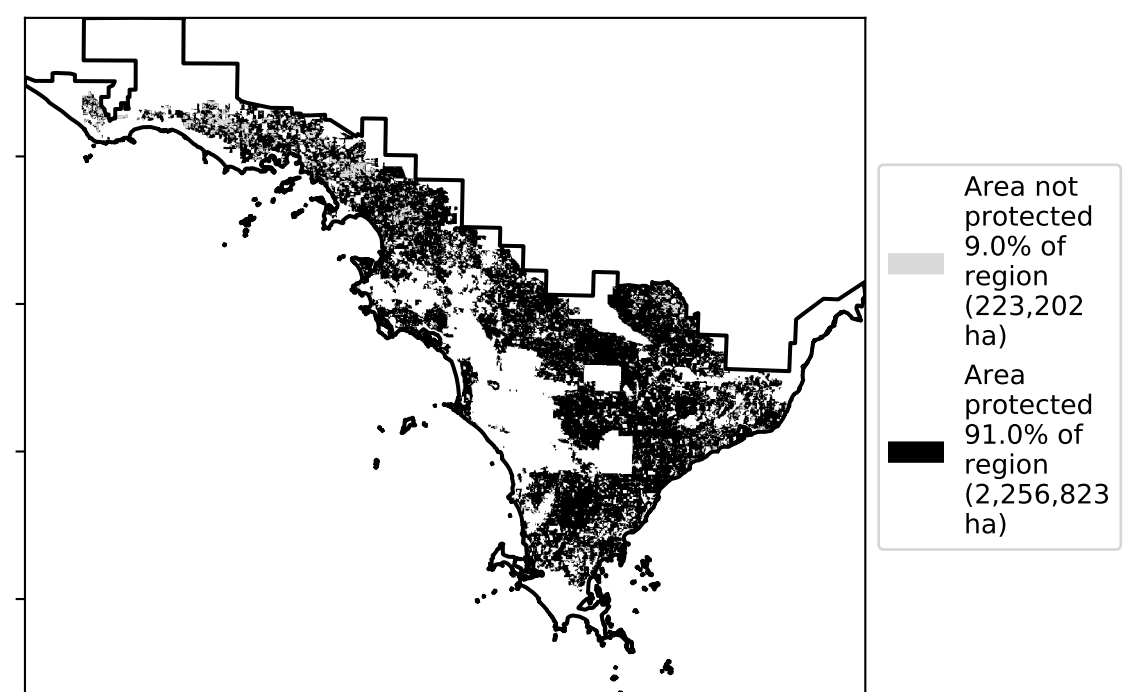 Area not
protected
9.0% of
region
(223,202
ha)
Area
protected
91.0% of
region
(2,256,823
ha)